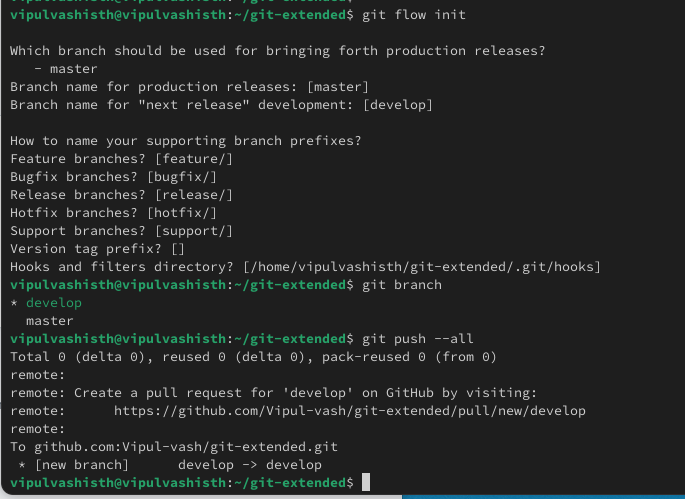 vipulvashisth@vipulvashisth:~/git-extended$ git flow init

Which branch should be used for bringing forth production releases?
   - master
Branch name for production releases: [master]
Branch name for "next release" development: [develop]

How to name your supporting branch prefixes?
Feature branches? [feature/]
Bugfix branches? [bugfix/]
Release branches? [release/]
Hotfix branches? [hotfix/]
Support branches? [support/]
Version tag prefix? []
Hooks and filters directory? [/home/vipulvashisth/git-extended/.git/hooks]
vipulvashisth@vipulvashisth:~/git-extended$ git branch
* develop
  master
vipulvashisth@vipulvashisth:~/git-extended$ git push --all
Total 0 (delta 0), reused 0 (delta 0), pack-reused 0 (from 0)
remote:
remote: Create a pull request for 'develop' on GitHub by visiting:
remote:      https://github.com/Vipul-vash/git-extended/pull/new/develop
remote:
To github.com:Vipul-vash/git-extended.git
 * [new branch]      develop -> develop
vipulvashisth@vipulvashisth:~/git-extended$